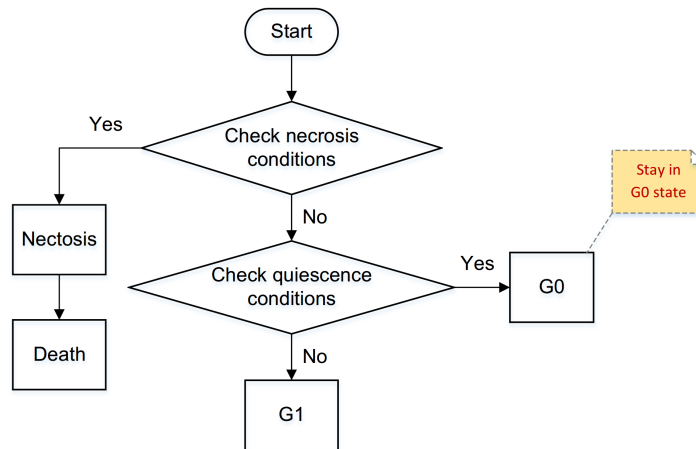 Start
Check necrosis
conditions
Yes
No
Nectosis
Death
Check quiescence
conditions
Yes
G0
Stay in
G0 state
No
G1